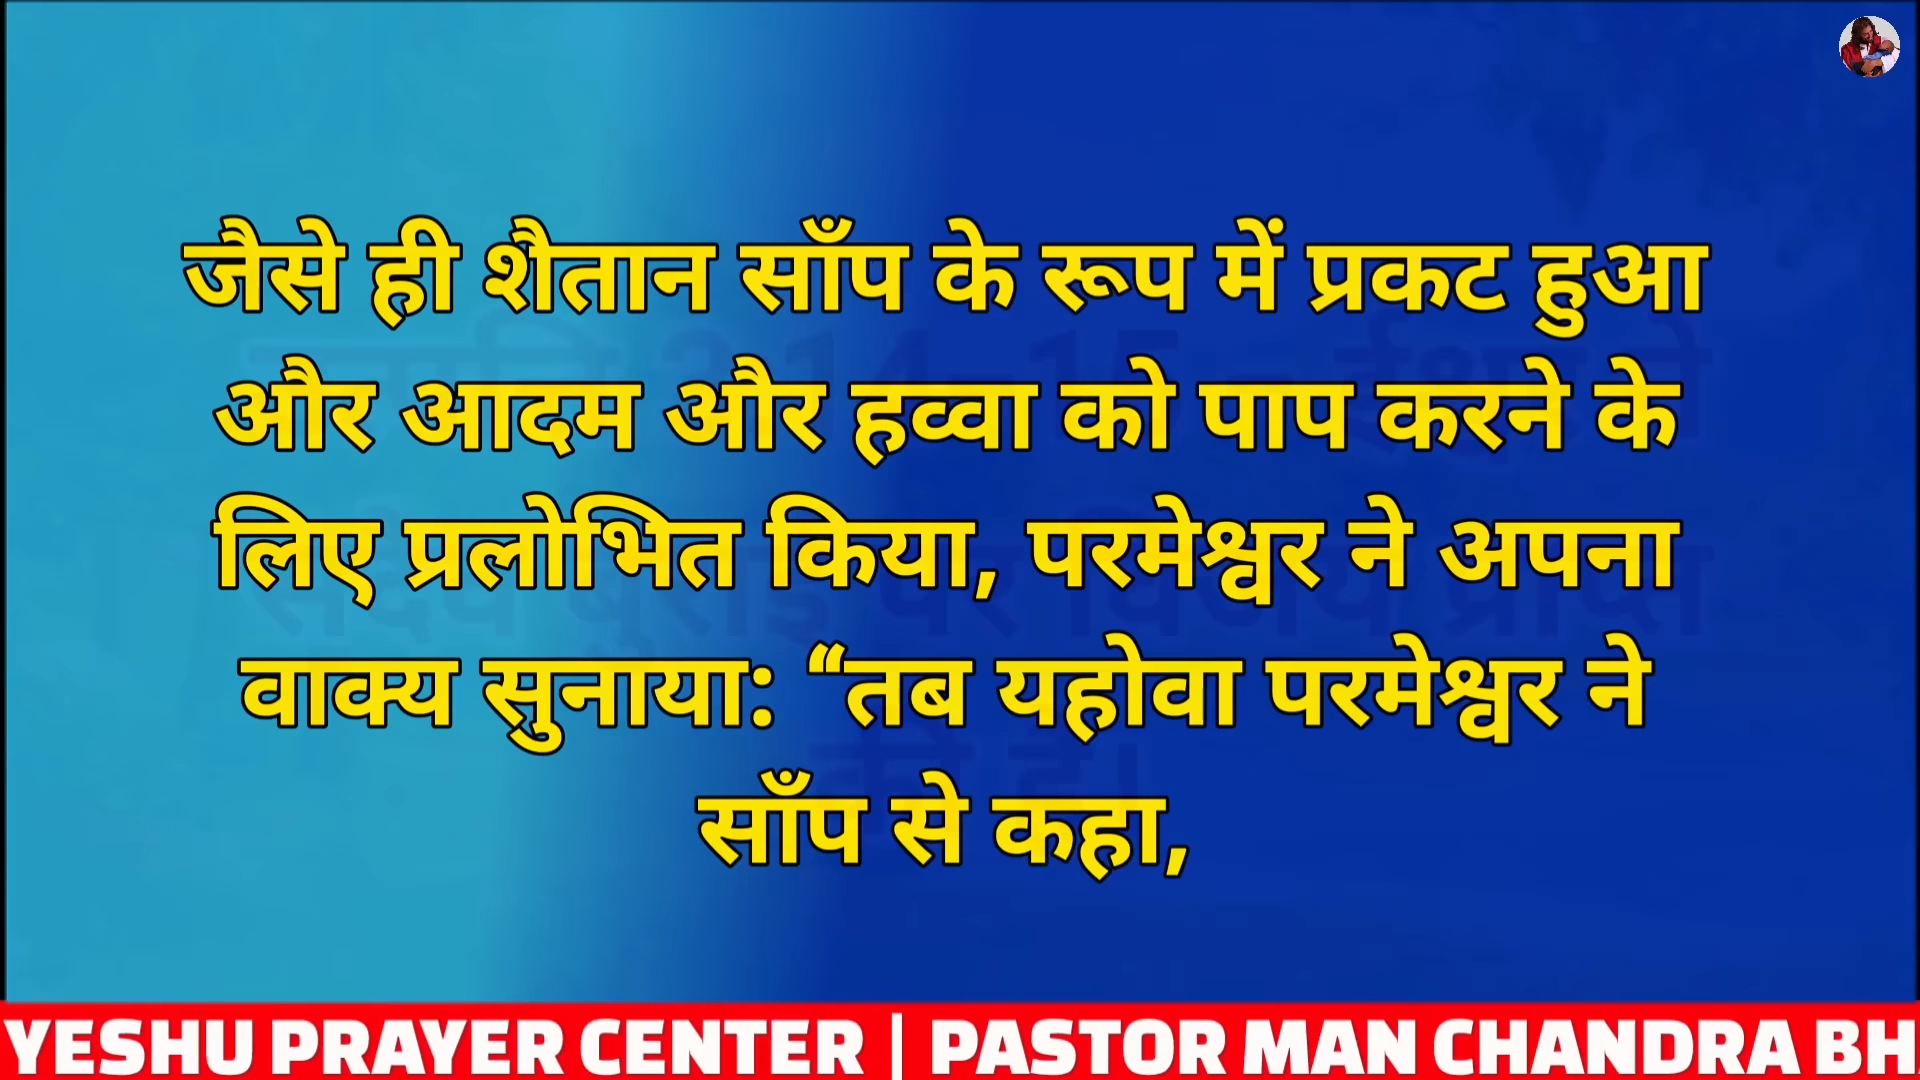 जैसे ही शैतान साँप के रूप में प्रकट हुआ
और आदम और हव्वा को पाप करने के
लिए प्रलोभित किया, परमेश्वर ने अपना
वाक्य सुनाया: “तब यहोवा परमेश्वर ने
साँप से कहा,
YESHU PRAYER CENTER | PASTOR MAN CHANDRA BH